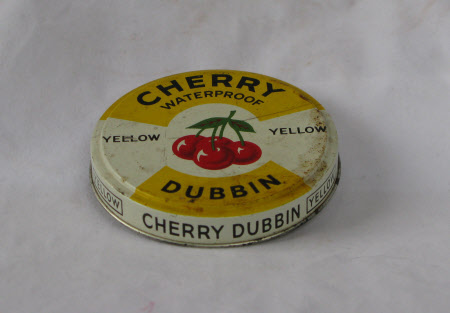 CHERRY
WATERPROOF
YELLOW YELLOW
DUBBIN
YELLOW CHERRY DUBBIN YELLOW